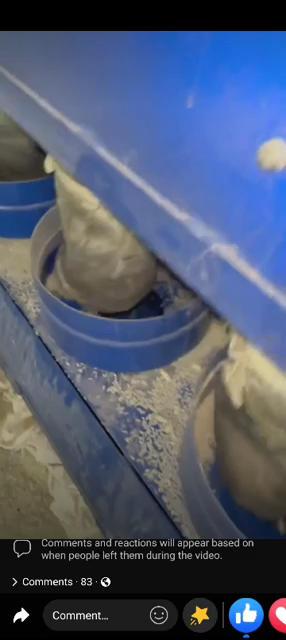 Comments and reactions will appear based on
when people left them during the video.
Comments · 83 ·
Comment...